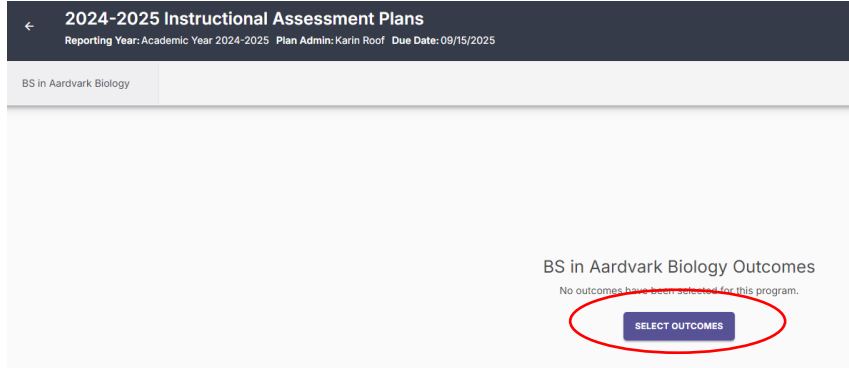 2024-2025 Instructional Assessment Plans
Reporting Year: Academic Year 2024-2025 Plan Admin: Karin Roof Due Date: 09/15/2025
BS in Aardvark Biology
BS in Aardvark Biology Outcomes
No outcomes have been selected for this program.
SELECT OUTCOMES